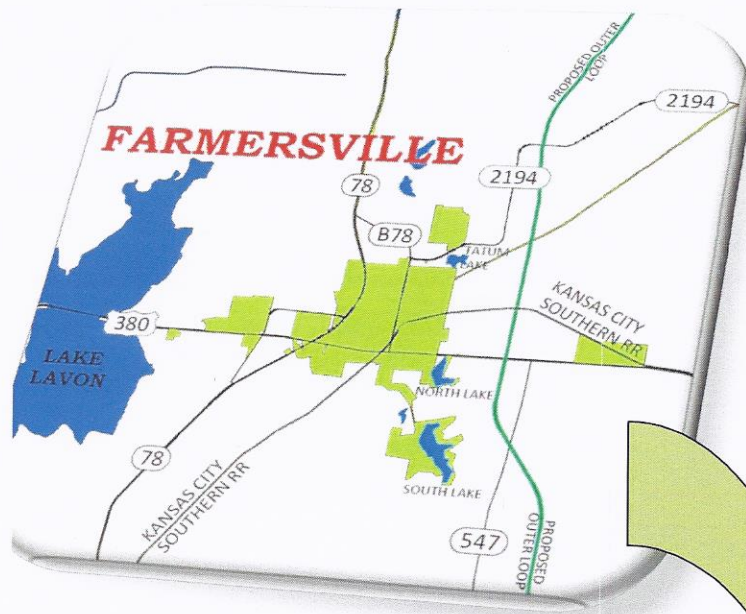 PROPOSED OUTER
LOOP
2194
FARMERSVILLE
78
2194
B78
TATUM
LAKE
KANSAS CITY
SOUTHERN RR
380
LAKE
LAVON
NORTH LAKE
78
KANSAS CITY
SOUTHERN RR
SOUTH LAKE
547
PROPOSED
OUTER LOOP